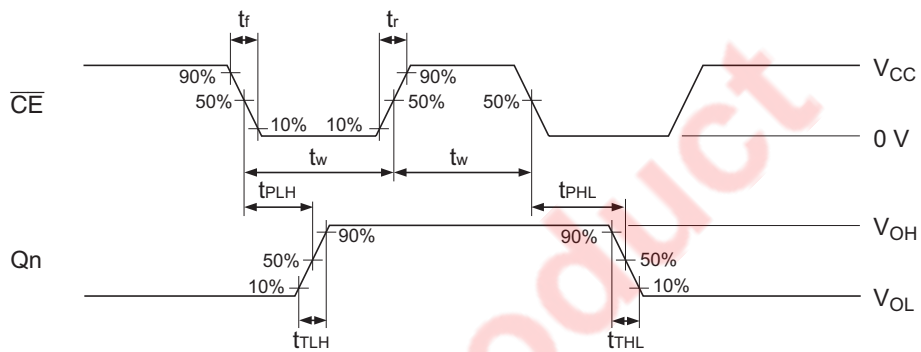 tf tr
90% 90% VCC
CE 50% 50% 50%
10% 10% 0 V
tw tw
tPLH tPHL
90% 90% VOH
Qn 50% 50%
10% 10% VOL
tTLH tTHL
oduct